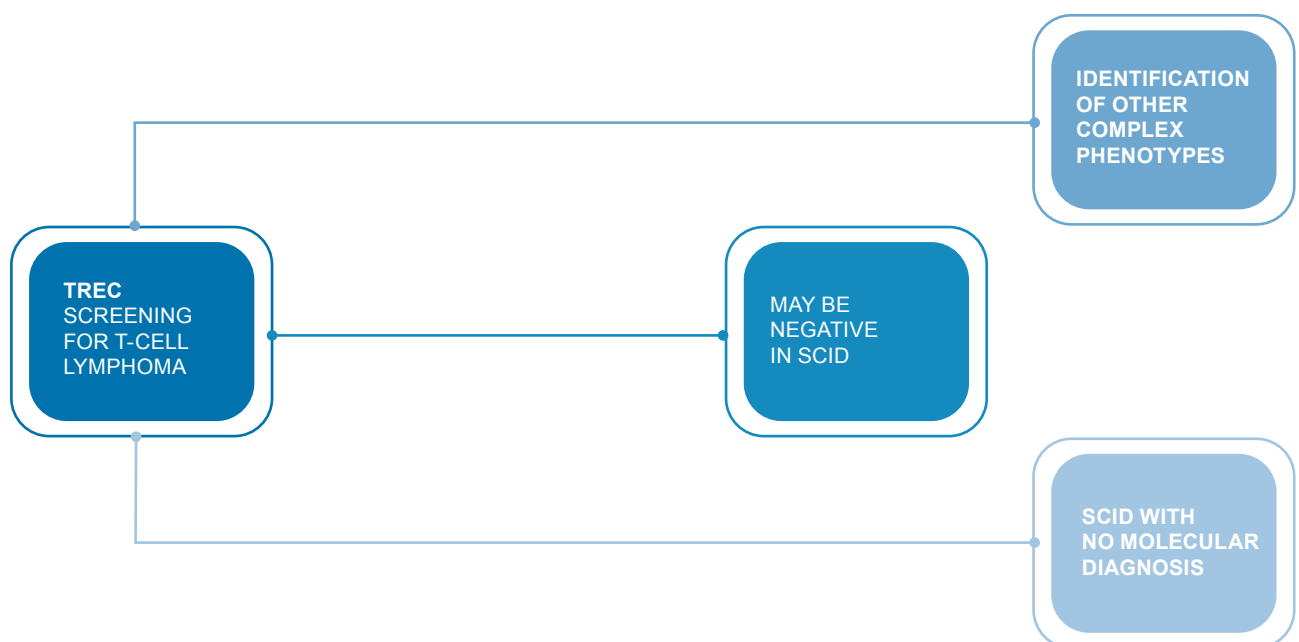 IDENTIFICATION
OF OTHER
COMPLEX
PHENOTYPES
TREC
SCREENING
FOR T-CELL
LYMPHOMA
MAY BE
NEGATIVE
IN SCID
SCID WITH
NO MOLECULAR
DIAGNOSIS